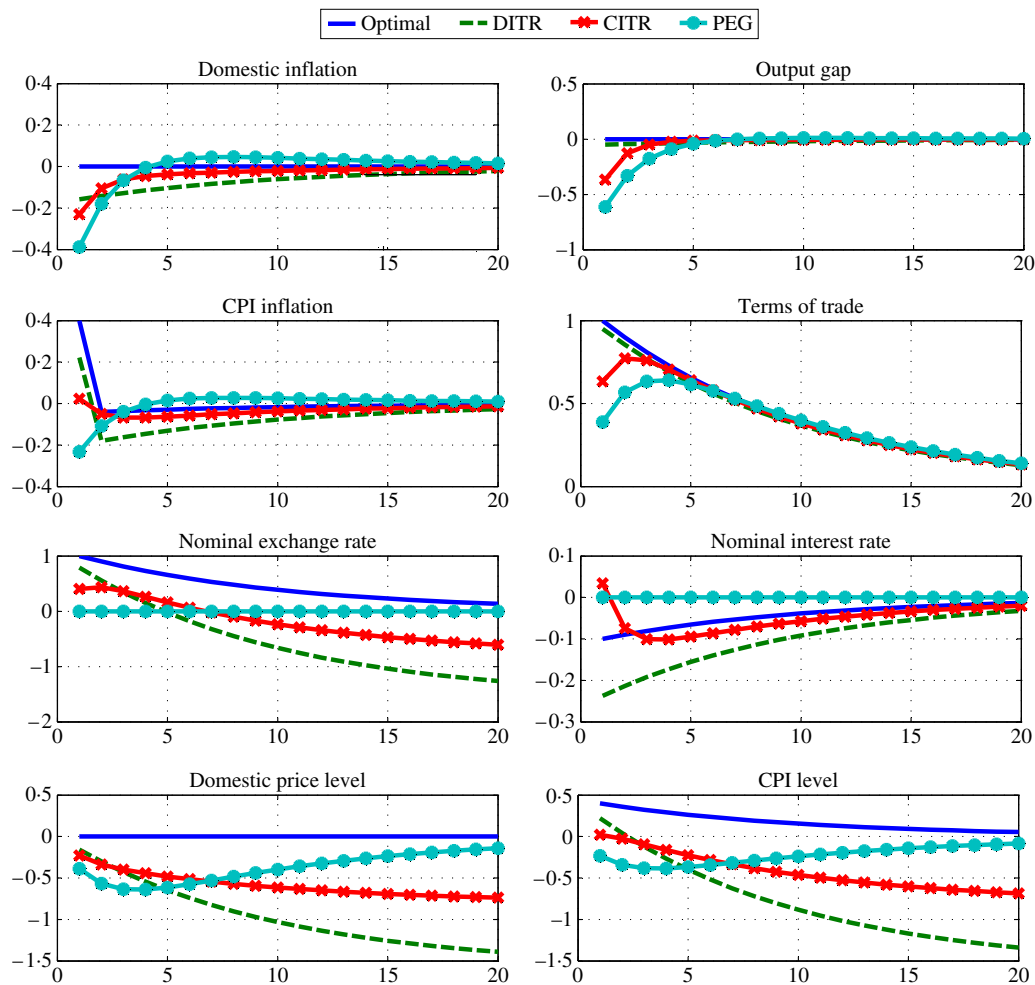 Optimal DITR CITR PEG
Domestic inflation Output gap
0·4 0·2 0 −0·2 −0·4
0 5 10 15 20
0·5 0 −0·5 −1
0 5 10 15 20
CPI inflation Terms of trade
0·4 0·2 0 −0·2 −0·4
0 5 10 15 20
1 0·5 0
0 5 10 15 20
Nominal exchange rate Nominal interest rate
1 0 −1 −2
0 5 10 15 20
0·1 0 −0·1 −0·2 −0·3
0 5 10 15 20
Domestic price level CPI level
0·5 0 −0·5 −1 −1·5
0 5 10 15 20
0·5 0 −0·5 −1 −1·5
0 5 10 15 20